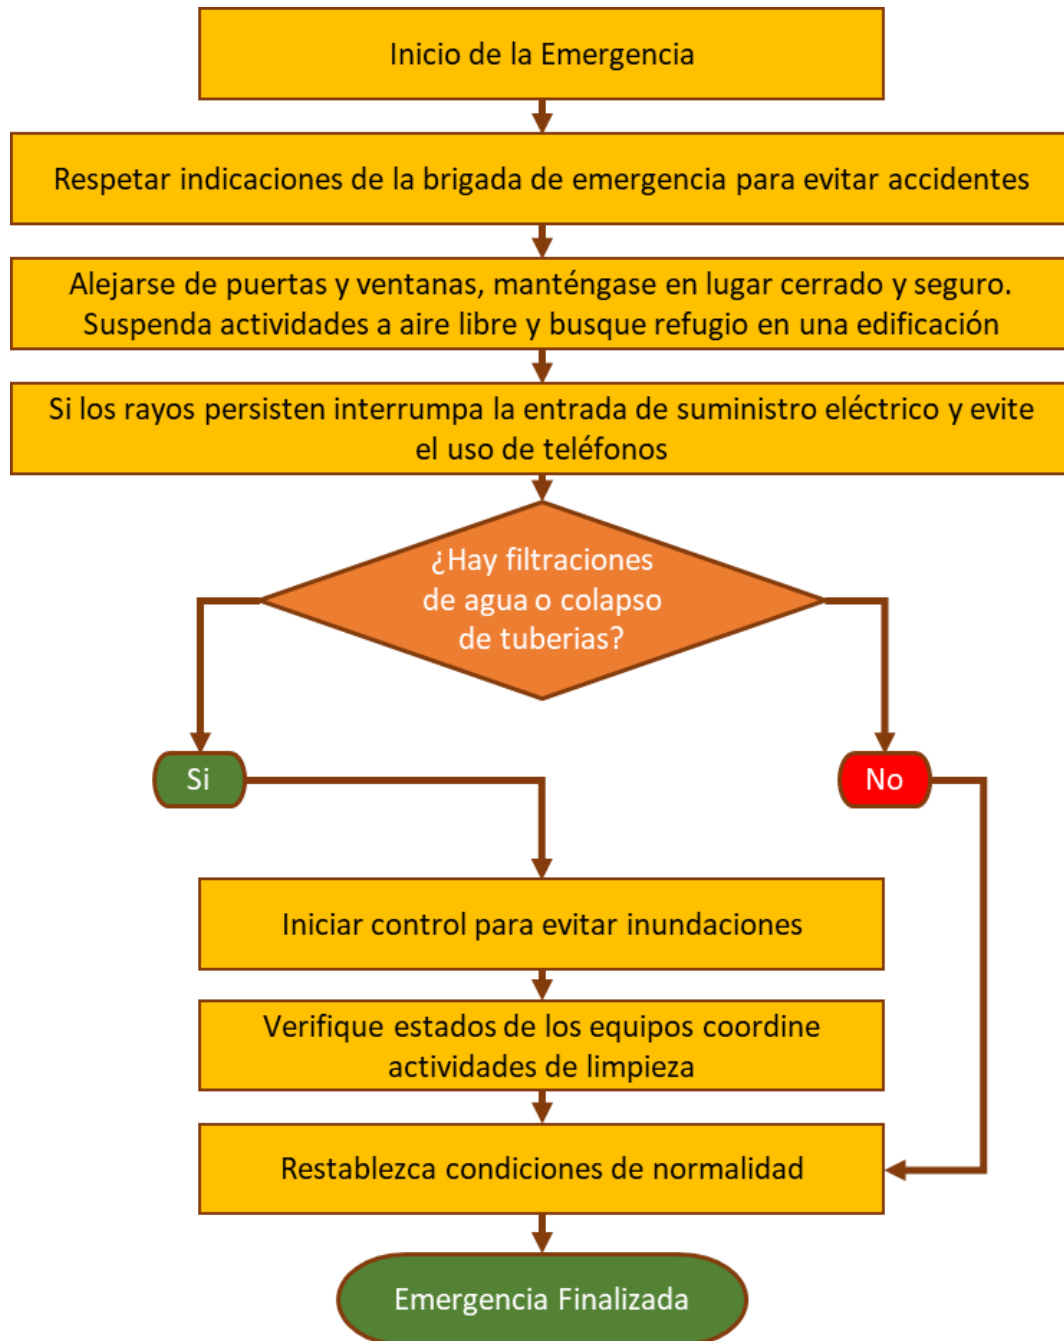 Inicio de la Emergencia
Respetar indicaciones de la brigada de emergencia para evitar accidentes
Alejarse de puertas y ventanas, manténgase en lugar cerrado y seguro.
Suspenda actividades a aire libre y busque refugio en una edificación
Si los rayos persisten interrumpa la entrada de suministro eléctrico y evite
el uso de teléfonos
¿Hay filtraciones
de agua o colapso
de tuberias?
Si
No
Iniciar control para evitar inundaciones
Verifique estados de los equipos coordine
actividades de limpieza
Restablezca condiciones de normalidad
Emergencia Finalizada